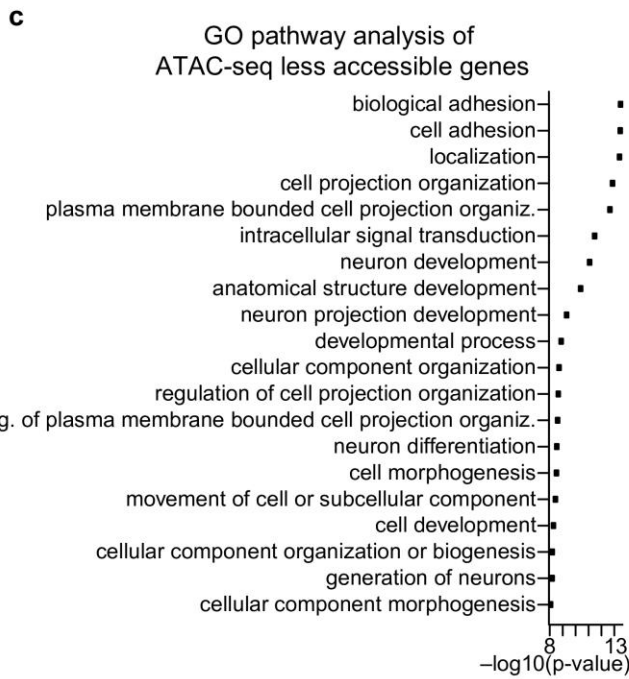 c
GO pathway analysis of
ATAC-seq less accessible genes
biological adhesion
cell adhesion
localization
cell projection organization
plasma membrane bounded cell projection organiz.
intracellular signal transduction
neuron development
anatomical structure development
neuron projection development
developmental process
cellular component organization
regulation of cell projection organization
g. of plasma membrane bounded cell projection organiz.
neuron differentiation
cell morphogenesis
movement of cell or subcellular component
cell development
cellular component organization or biogenesis
generation of neurons
cellular component morphogenesis
8 13
–log10(p-value)